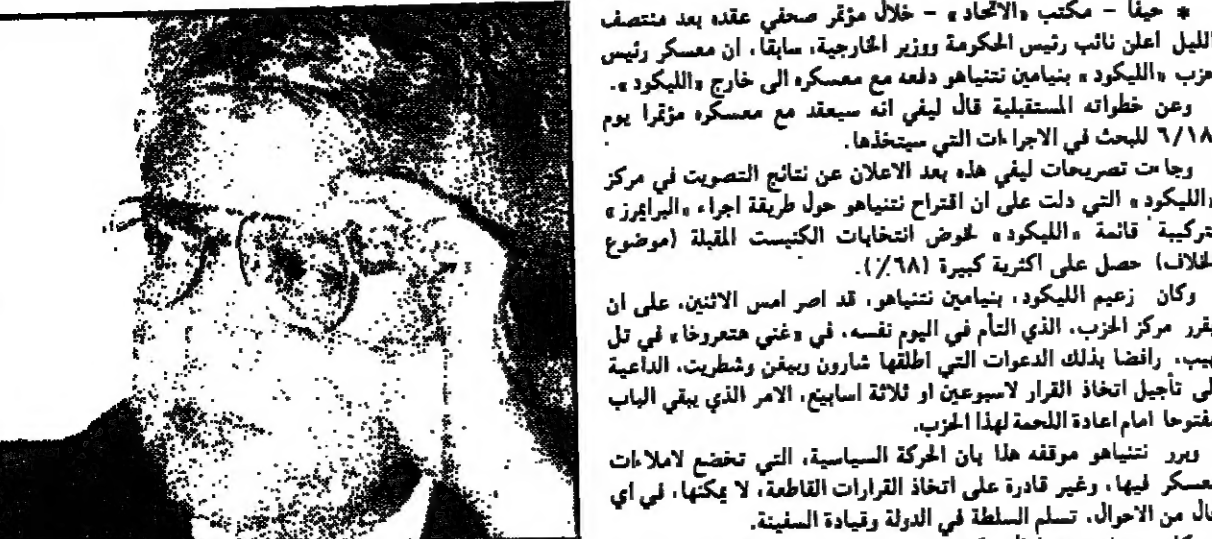 * حيفا – مكتب «الاتحاد» – خلال مؤتمر صحفي عقده بعد منتصف
الليل اعلن نائب رئيس الحكومة ووزير الخارجية، سابقا، ان معسكر رئيس
حزب «الليكود» بنيامين نتنياهو دفعه مع معسكره الى خارج «الليكود».
وعن خطواته المستقبلية قال ليفي انه سيعقد مع معسكره مؤتمرا يوم
٦/١٨ للبحث في الاجراءات التي سيتخذها.
وجاءت تصريحات ليفي هذه بعد الاعلان عن نتائج التصويت في مركز
«الليكود» التي دلت على ان اقتراح نتنياهو حول طريقة اجراء «البرايمرز»
لتركيبة قائمة «الليكود» لخوض انتخابات الكنيست المقبلة (موضوع
الخلاف) حصل على اكثرية كبيرة (٦٨٪).
وكان زعيم الليكود، بنيامين نتنياهو، قد اصر امس الاثنين، على ان
يقرر مركز الحزب، الذي التأم في اليوم نفسه، في «غني هتعروخا» في تل
ابيب، رافضا بذلك الدعوات التي اطلقها شارون وبيغن وشطريت، الداعية
الى تأجيل اتخاذ القرار لاسبوعين او ثلاثة اسابيع، الامر الذي يبقي الباب
مفتوحا امام اعادة اللحمة لهذا الحزب.
وبرر نتنياهو موقفه هذا بان الحركة السياسية، التي تخضع لاملاءات
معسكر فيها، وغير قادرة على اتخاذ القرارات القاطعة، لا يمكنها، في اي
حال من الاحوال، تسلم السلطة في الدولة وقيادة السفينة.